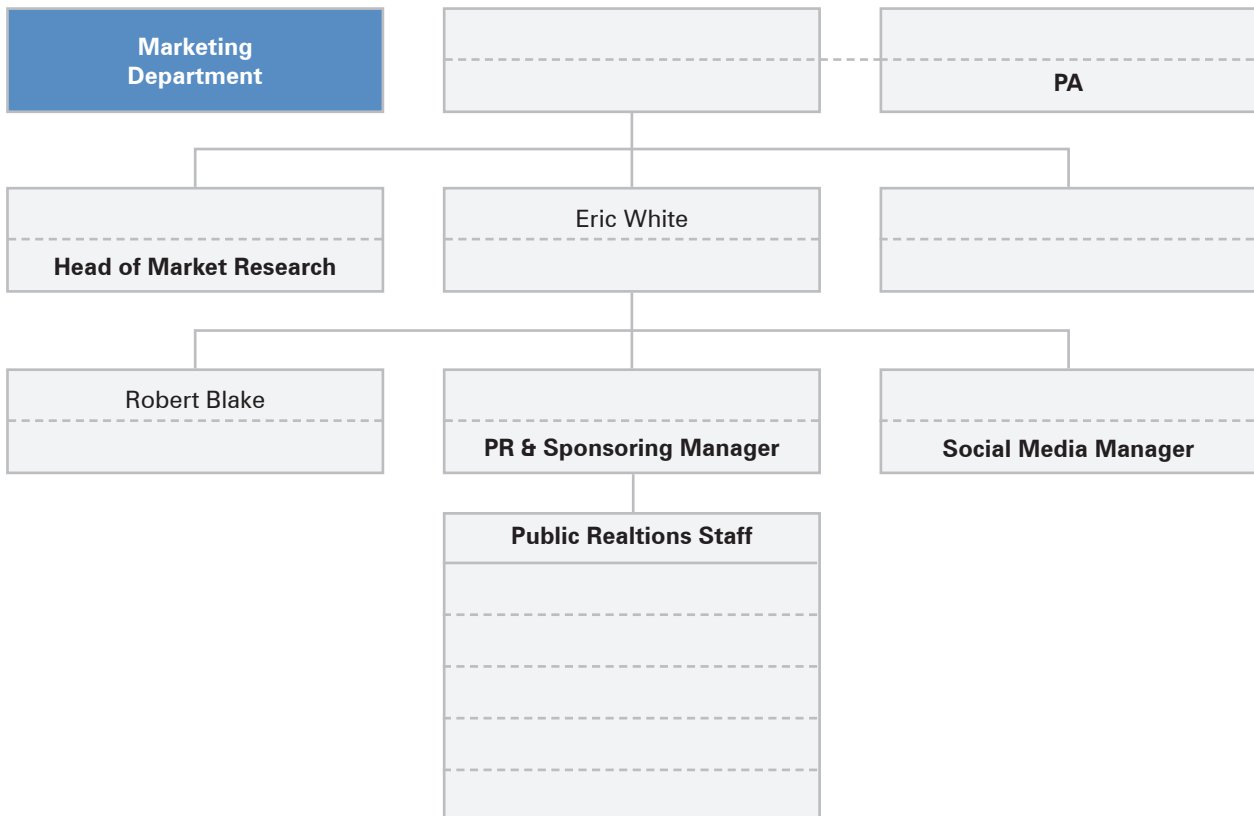 Marketing
Department
PA
Eric White
Head of Market Research
Robert Blake
PR & Sponsoring Manager
Social Media Manager
Public Realtions Staff